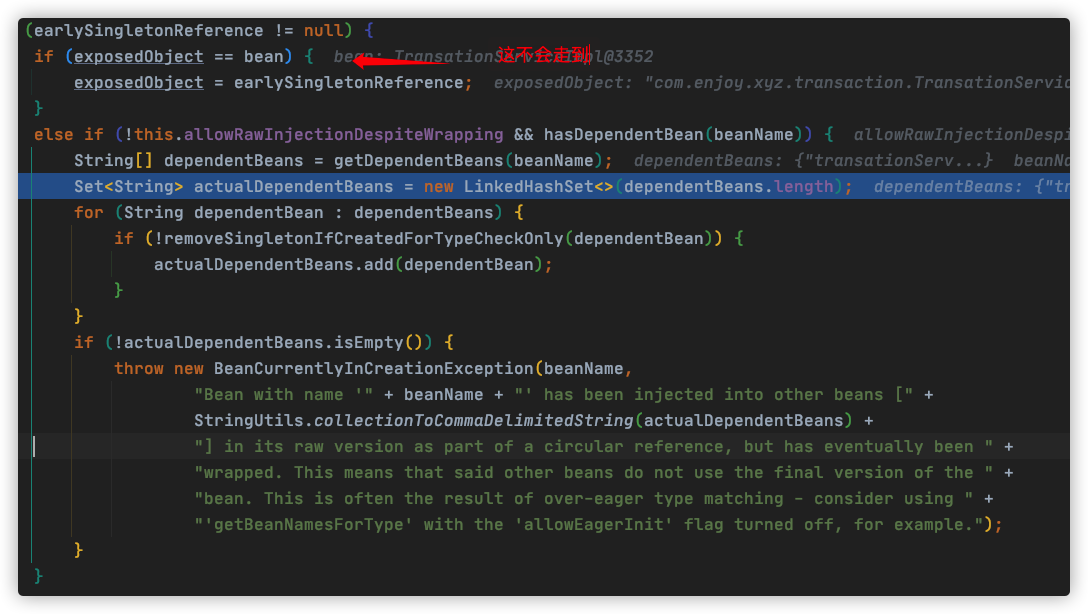 (earlySingletonReference != null) {
if (exposedObject == bean) { bean: TransationServiceImpl@3352
这不会走到
exposedObject = earlySingletonReference; exposedObject: "com.enjoy.xyz.transaction.TransationServic
}
else if (!this.allowRawInjectionDespiteWrapping && hasDependentBean(beanName)) { allowRawInjectionDespi
String[] dependentBeans = getDependentBeans(beanName); dependentBeans: {"transationServ...} beanNa
Set<String> actualDependentBeans = new LinkedHashSet<>(dependentBeans.length); dependentBeans: {"tr
for (String dependentBean : dependentBeans) {
if (!removeSingletonIfCreatedForTypeCheckOnly(dependentBean)) {
actualDependentBeans.add(dependentBean);
}
}
if (!actualDependentBeans.isEmpty()) {
throw new BeanCurrentlyInCreationException(beanName,
"Bean with name '" + beanName + "' has been injected into other beans [" +
StringUtils.collectionToCommaDelimitedString(actualDependentBeans) +
"] in its raw version as part of a circular reference, but has eventually been " +
"wrapped. This means that said other beans do not use the final version of the " +
"bean. This is often the result of over-eager type matching - consider using " +
"'getBeanNamesForType' with the 'allowEagerInit' flag turned off, for example.");
}
}